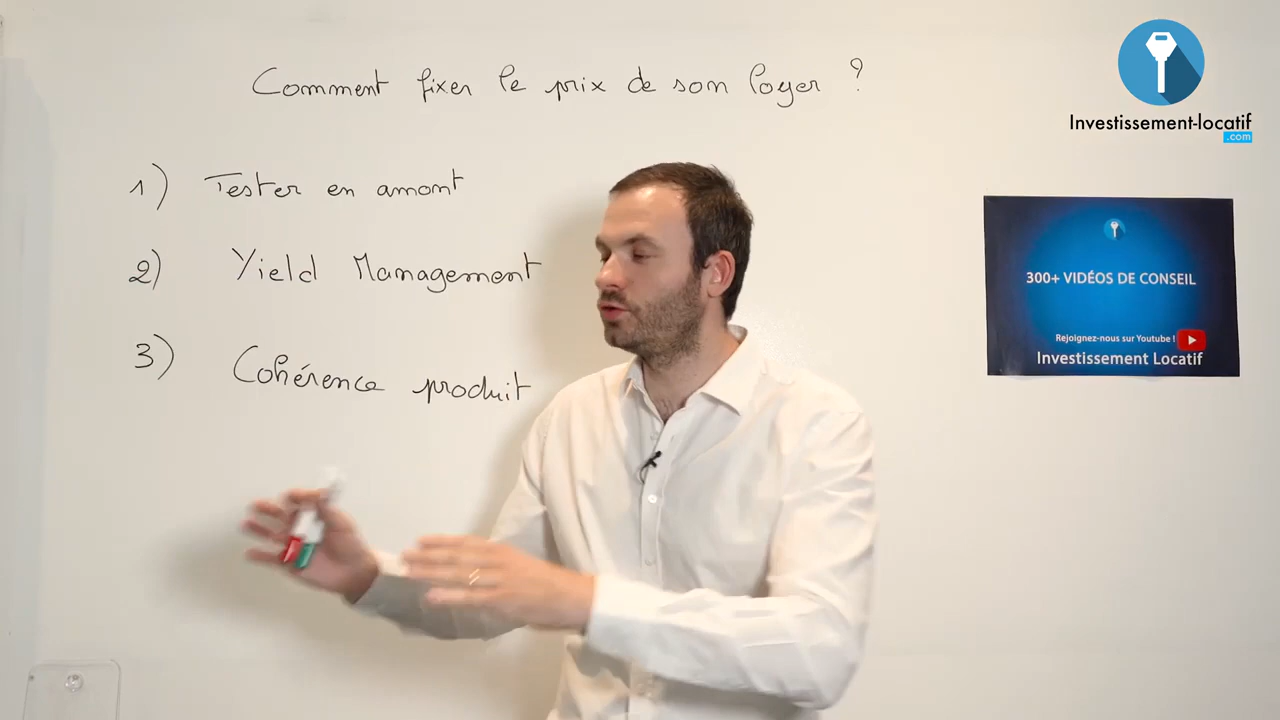 Comment fixer le prix de son loyer ?
1) Tester en amont
2) Yield Management
3) Cohérence produit
Investissement-locatif
.com
300+ VIDÉOS DE CONSEIL
Rejoignez-nous sur Youtube !
Investissement Locatif